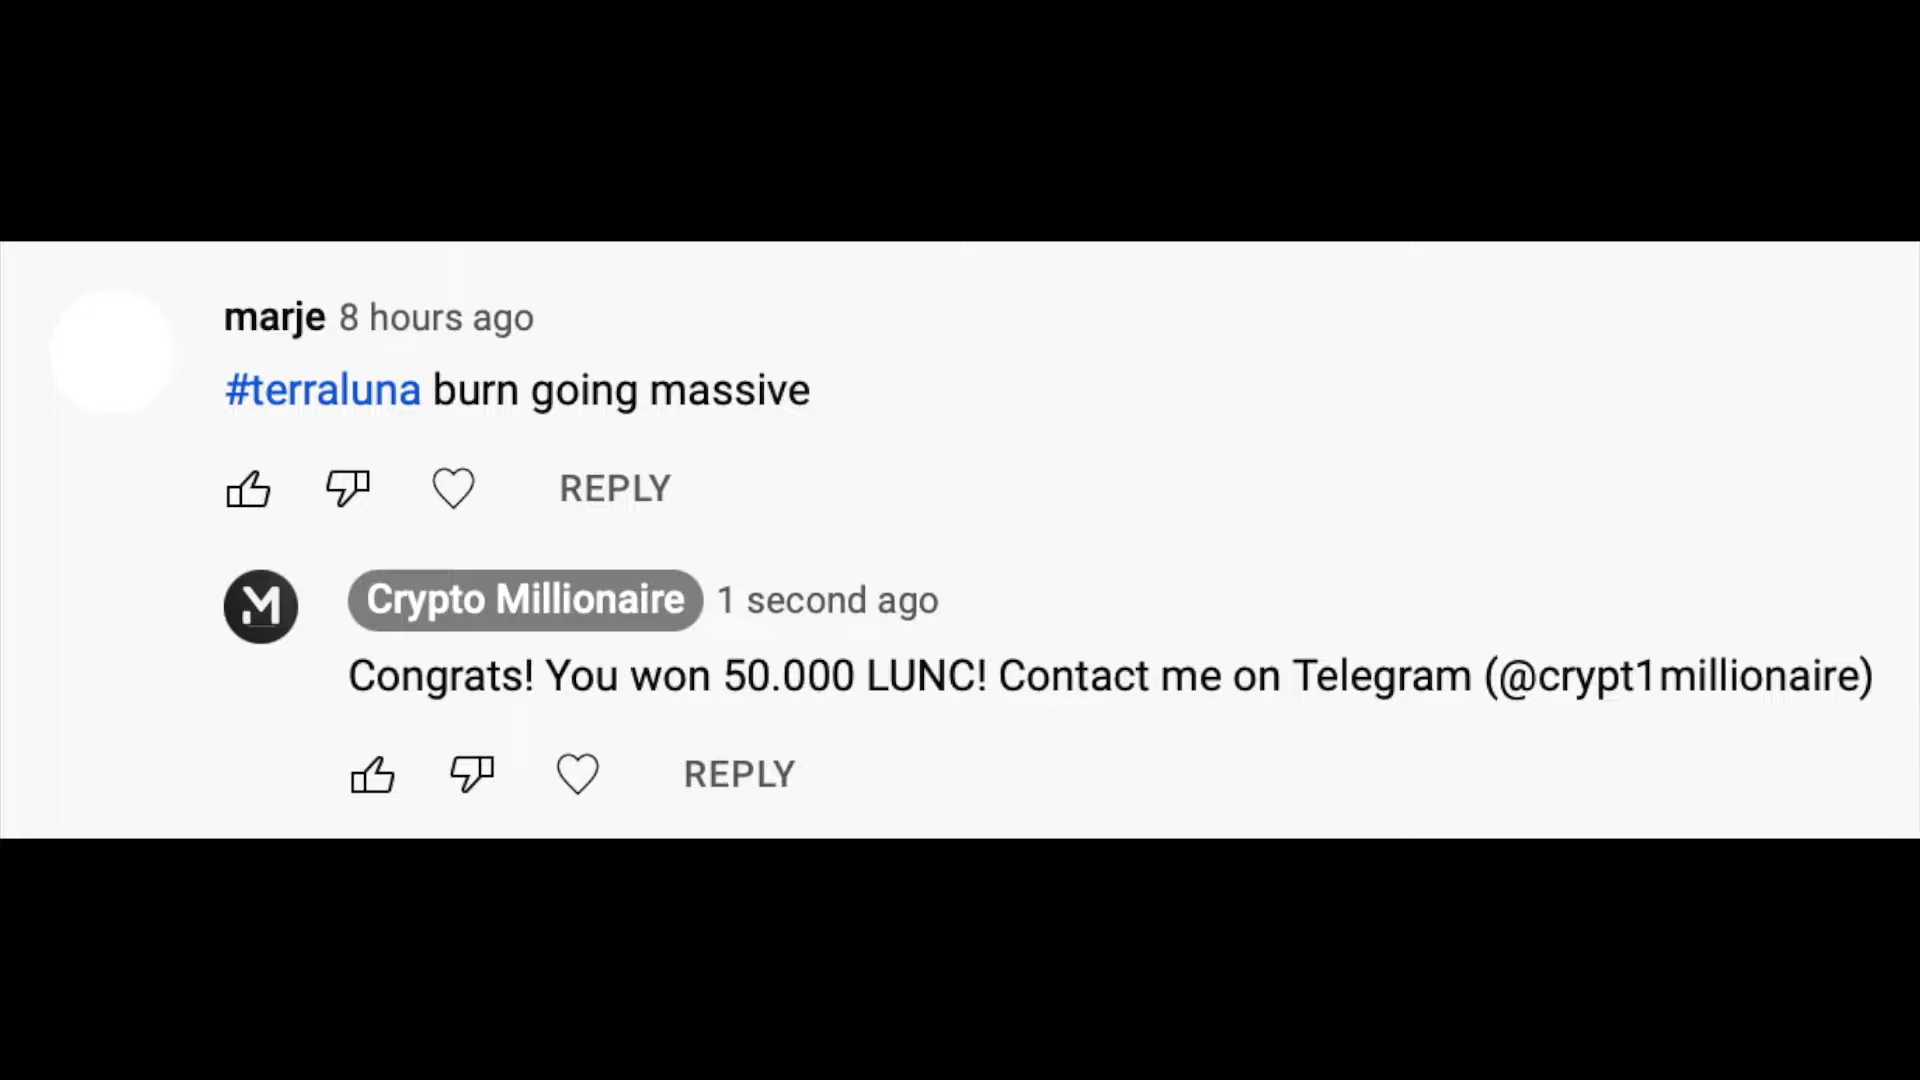 marje 8 hours ago
#terraluna burn going massive
REPLY
M Crypto Millionaire 1 second ago
Congrats! You won 50.000 LUNC! Contact me on Telegram (@crypt1millionaire)
REPLY